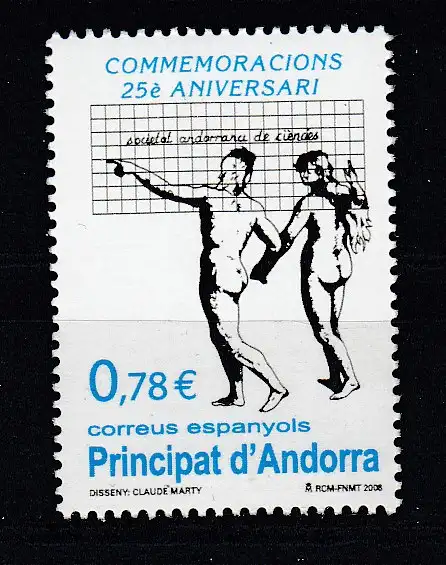 COMMEMORACIONS
25è ANIVERSARI
societat andorrana de ciències
0,78€
correus espanyols
Principat d'Andorra
DISSENY: CLAUDE MARTY
RCM-FNMT 2008